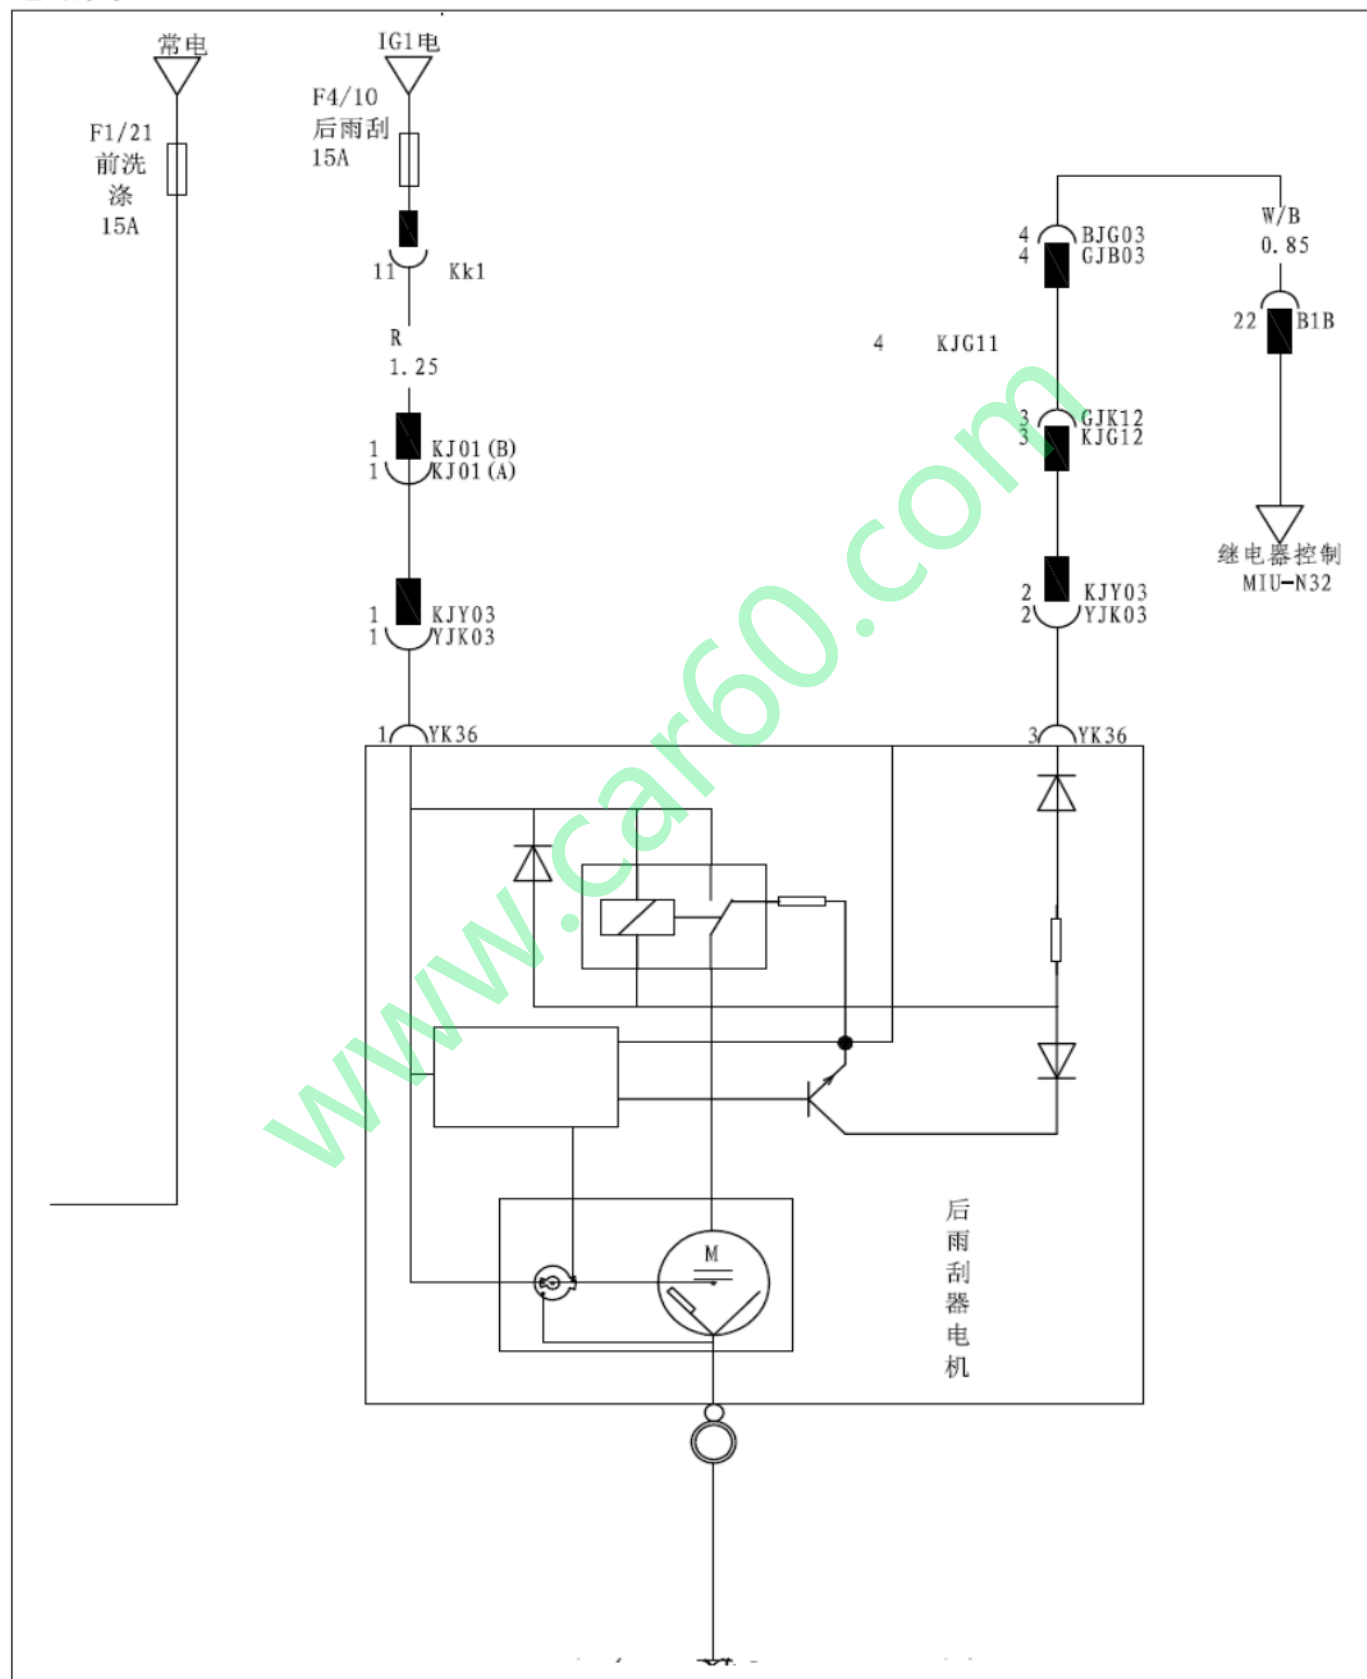 常电
F1/21
前洗
涤
15A
IG1电
F4/10
后雨刮
15A
11 Kk1
R
1.25
1 KJ01(B)
1 KJ01(A)
1 KJY03
1 YJK03
1 YK36
4 BJG03
4 GJB03
4 KJG11
3 GJK12
3 KJG12
2 KJY03
2 YJK03
3 YK36
W/B
0.85
22 B1B
继电器控制
MIU-N32
M
后
雨
刮
器
电
机
www.car60.com